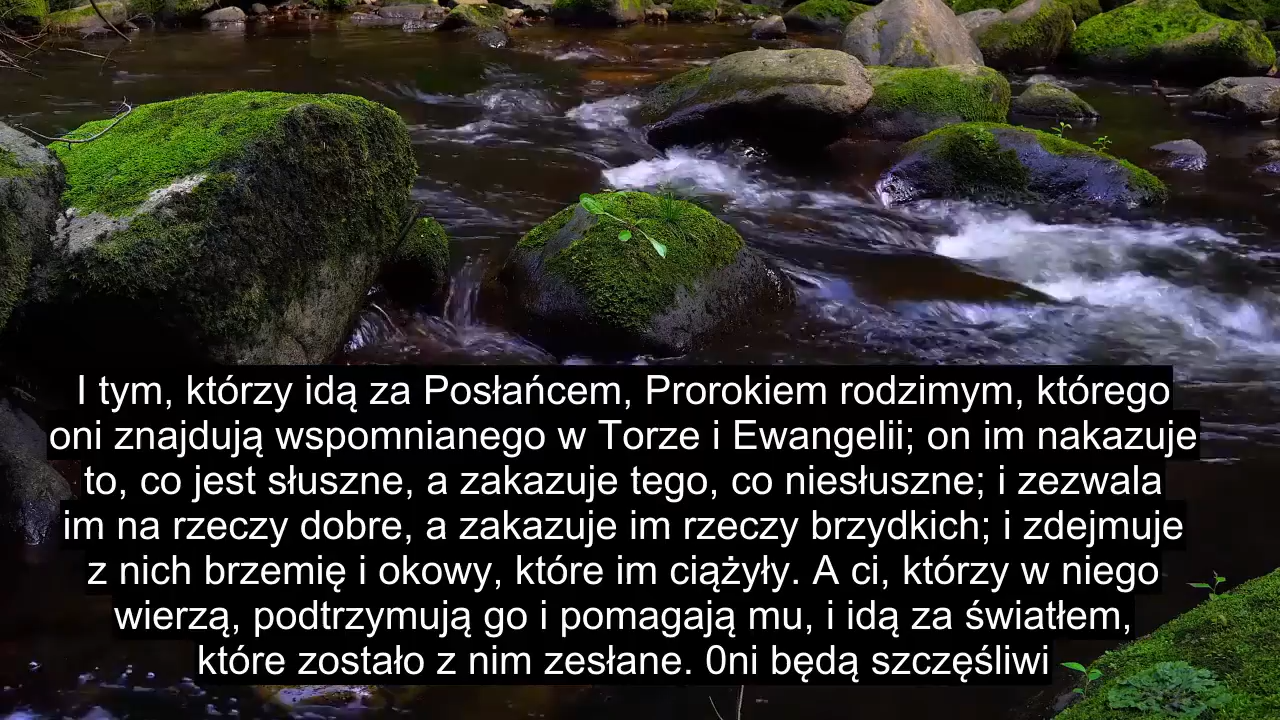 I tym, którzy idą za Posłańcem, Prorokiem rodzimym, którego
oni znajdują wspomnianego w Torze i Ewangelii; on im nakazuje
to, co jest słuszne, a zakazuje tego, co niesłuszne; i zezwala
im na rzeczy dobre, a zakazuje im rzeczy brzydkich; i zdejmuje
z nich brzemię i okowy, które im ciążyły. A ci, którzy w niego
wierzą, podtrzymują go i pomagają mu, i idą za światłem,
które zostało z nim zesłane. 0ni będą szczęśliwi